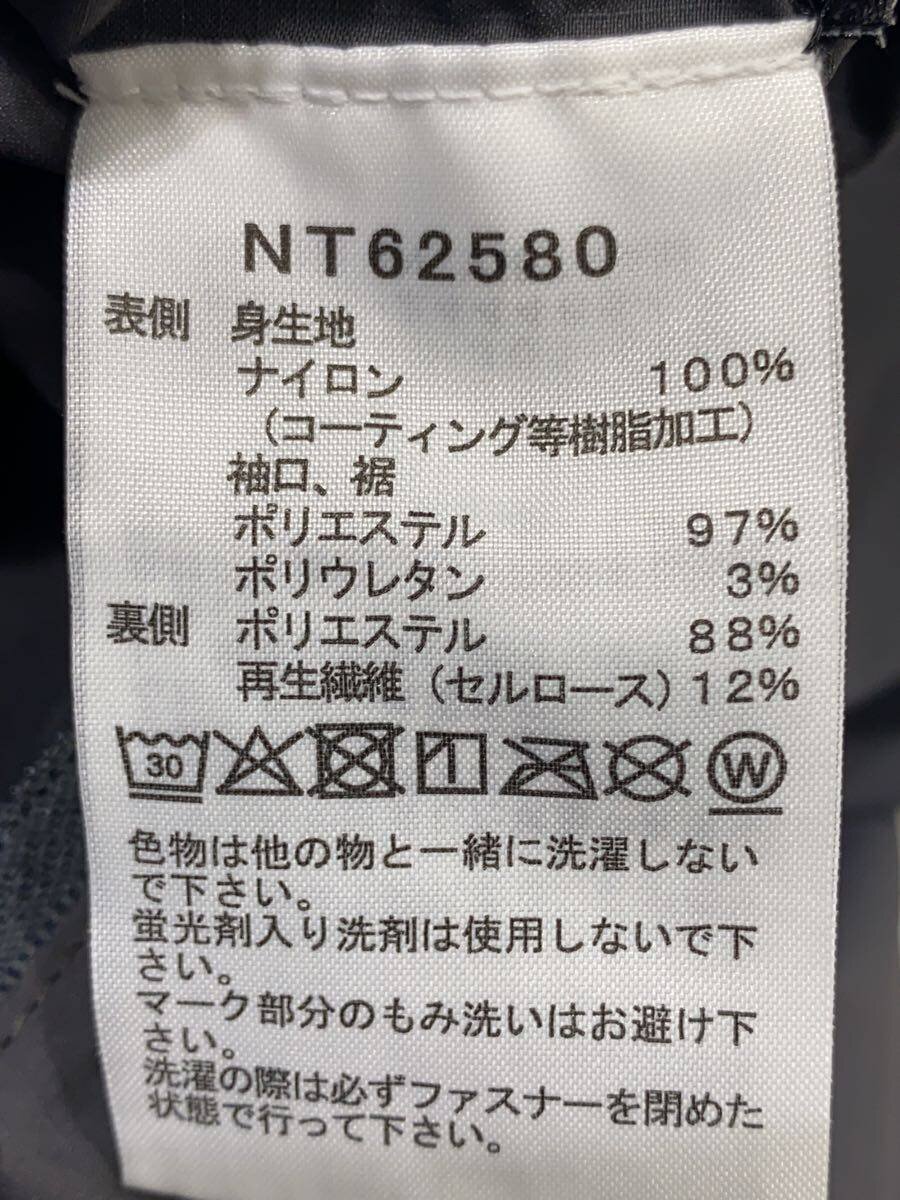 NT62580
表側 身生地
ナイロン 100%
(コーティング等樹脂加工)
袖口、裾
ポリエステル 97%
ポリウレタン 3%
裏側 ポリエステル 88%
再生繊維(セルロース)12%
30 W
色物は他の物と一緒に洗濯しない
で下さい。
蛍光剤入り洗剤は使用しないで下
さい。
マーク部分のもみ洗いはお避け下
さい。
洗濯の際は必ずファスナーを閉めた
状態で行って下さい。